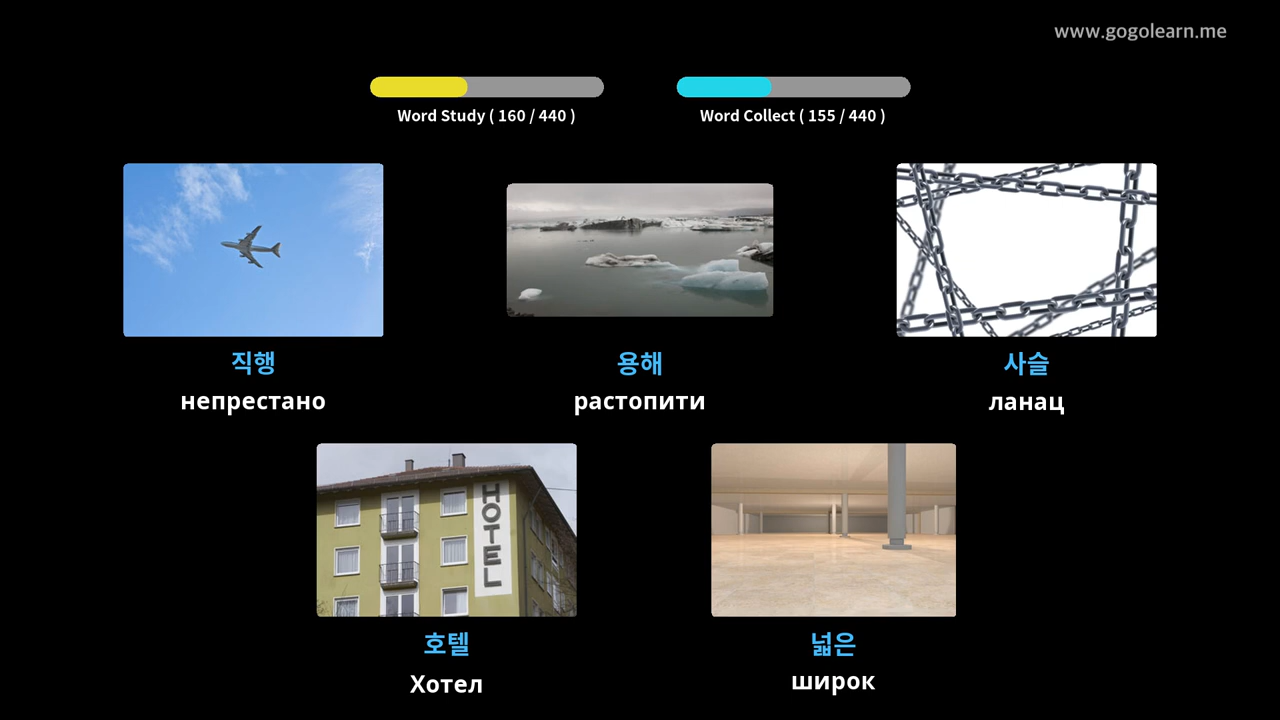 www.gogolearn.me
Word Study ( 160 / 440 )
Word Collect ( 155 / 440 )
직행
непрестано
용해
растопити
사슬
ланац
HOTEL
호텔
Хотел
넓은
широк